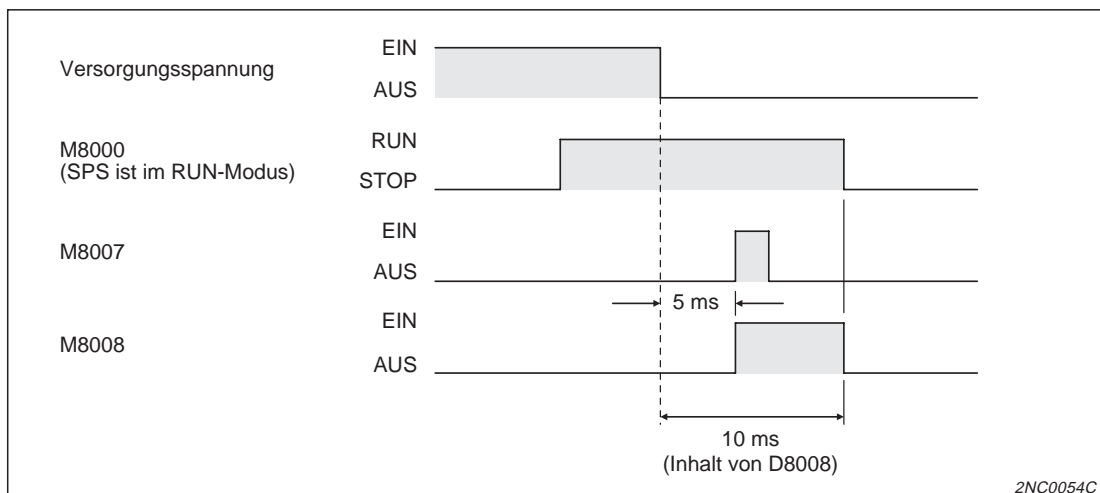 Versorgungsspannung
EIN
AUS
M8000
(SPS ist im RUN-Modus)
RUN
STOP
M8007
EIN
AUS
5 ms
M8008
EIN
AUS
10 ms
(Inhalt von D8008)
2NC0054C